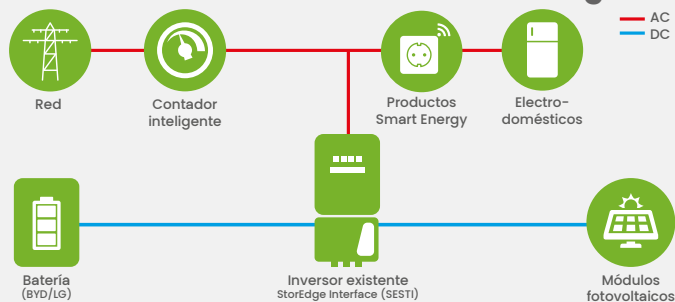 AC
DC
Red
Contador
inteligente
Productos
Smart Energy
Electro-
domésticos
Batería
(BYD/LG)
Inversor existente
StorEdge Interface (SESTI)
Módulos
fotovoltaicos